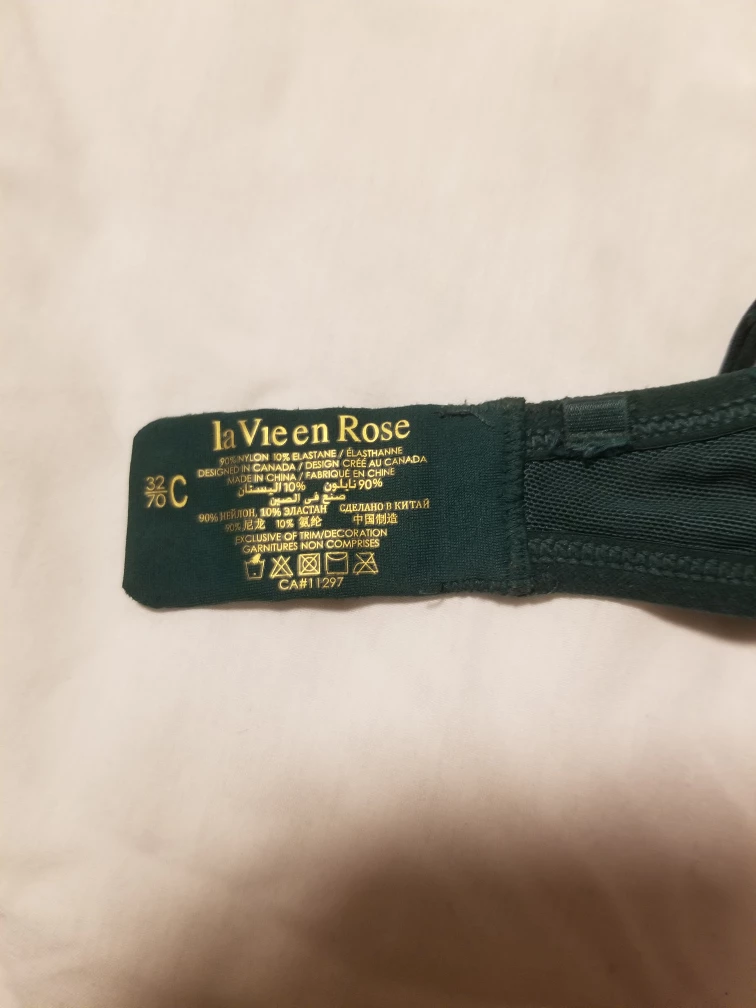 la Vie en Rose
90% NYLON 10% ELASTANE / ÉLASTHANNE
DESIGNED IN CANADA / DESIGN CRÉÉ AU CANADA
MADE IN CHINA / FABRIQUÉ EN CHINE
90% نايلون 10% اليستان
صنع في الصين
32
70 C
90% НЕЙЛОН, 10% ЭЛАСТАН СДЕЛАНО В КИТАЙ
90% 尼龙 10% 氨纶 中国制造
EXCLUSIVE OF TRIM/DECORATION
GARNITURES NON COMPRISES
CA#11297